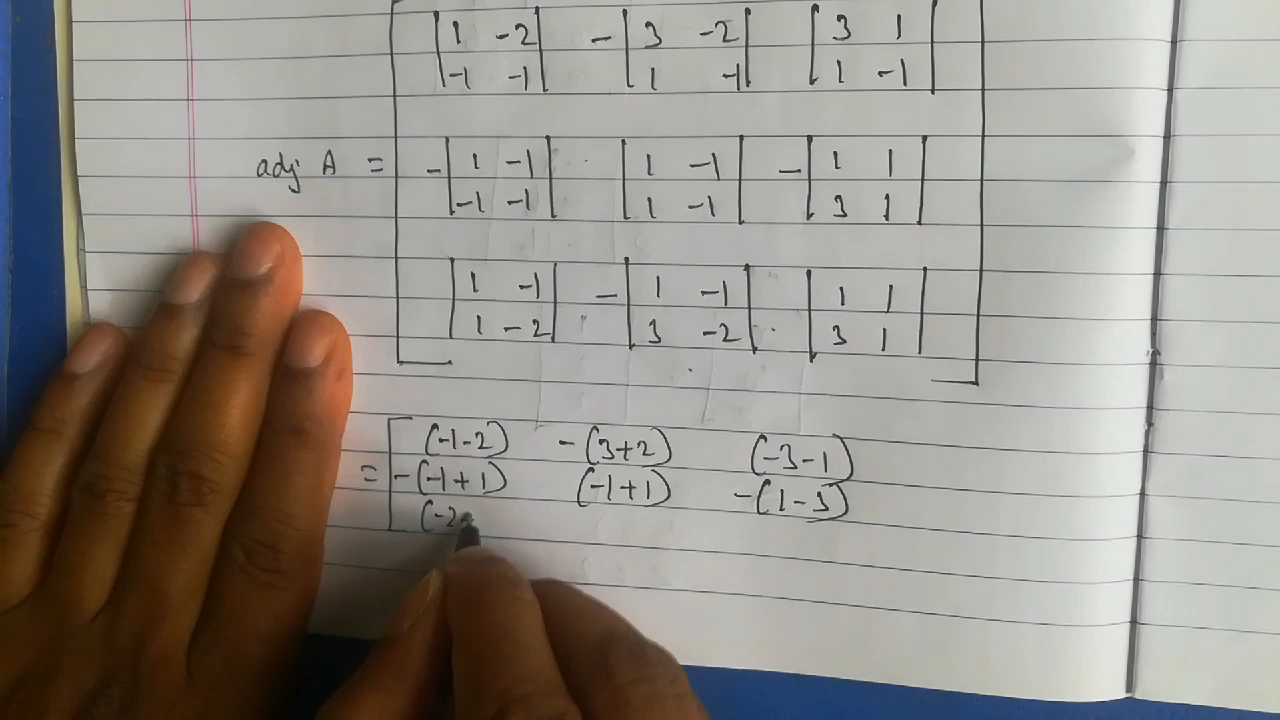 1 -2 - 3 -2 3 1
-1 -1 1 -1 1 -1
adj A = - 1 -1 1 -1 - 1 1
-1 -1 1 -1 3 1
1 -1 - 1 -1 1 1
1 -2 3 -2 3 1
(-1-2) -(3+2) (-3-1)
= -(-1+1) (-1+1) -(1-3)
(-2